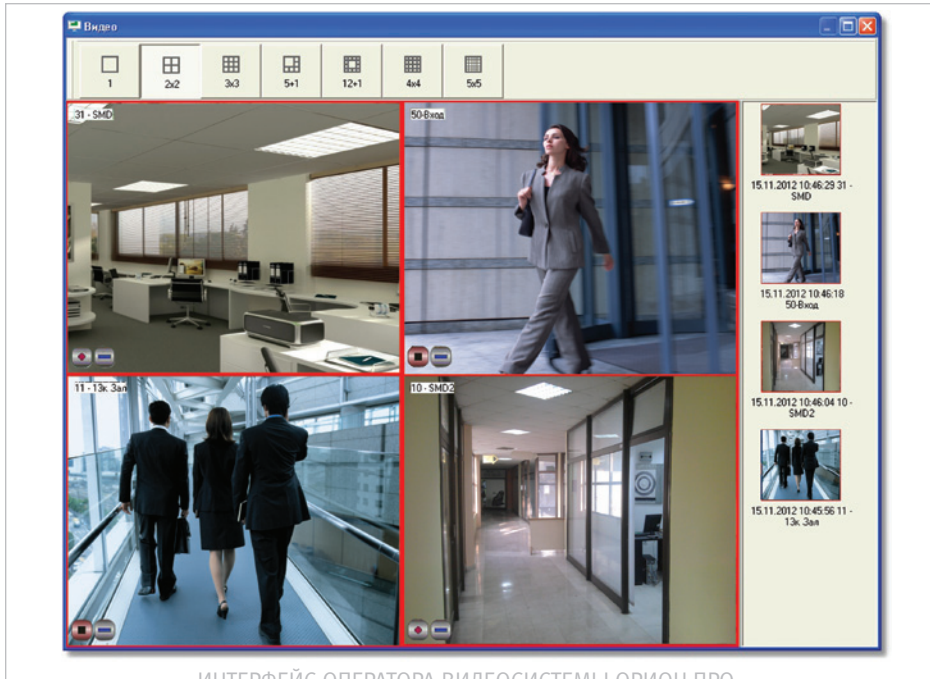 Видео
1
2x2
3x3
5+1
12+1
4x4
5x5
31 - SMD
50-Вход
11 - 13к. Зал
10 - SMD2
15.11.2012 10:46:29 31 -
SMD
15.11.2012 10:46:18
50-Вход
15.11.2012 10:46:04 10 -
SMD2
15.11.2012 10:45:56 11 -
13к. Зал
ИНТЕРФЕЙС ОПЕРАТОРА ВИДЕОСИСТЕМЫ ОРИОН ПРО